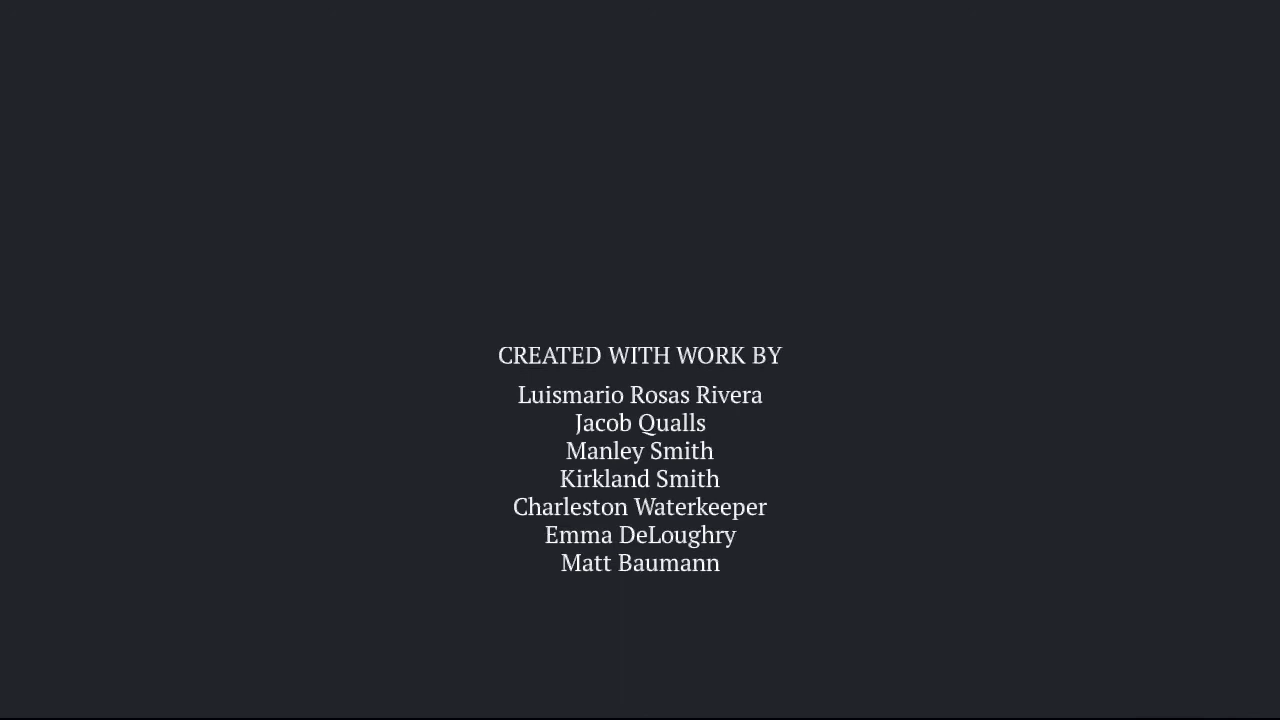 CREATED WITH WORK BY
Luismario Rosas Rivera
Jacob Qualls
Manley Smith
Kirkland Smith
Charleston Waterkeeper
Emma DeLoughry
Matt Baumann